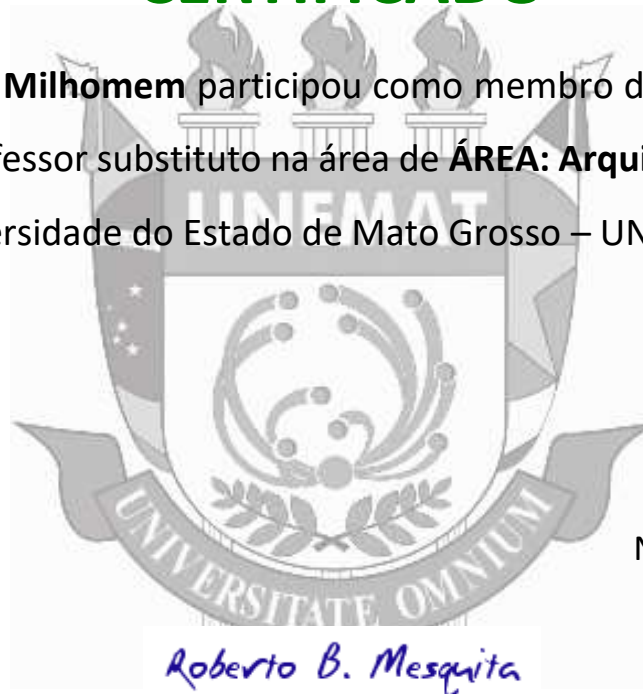 CERTIFICADO
Milhomem participou como membro d
fessor substituto na área de ÁREA: Arqui
UNEMAT
ersidade do Estado de Mato Grosso – UN
UNIVERSITATE OMNIUM
Roberto B. Mesquita